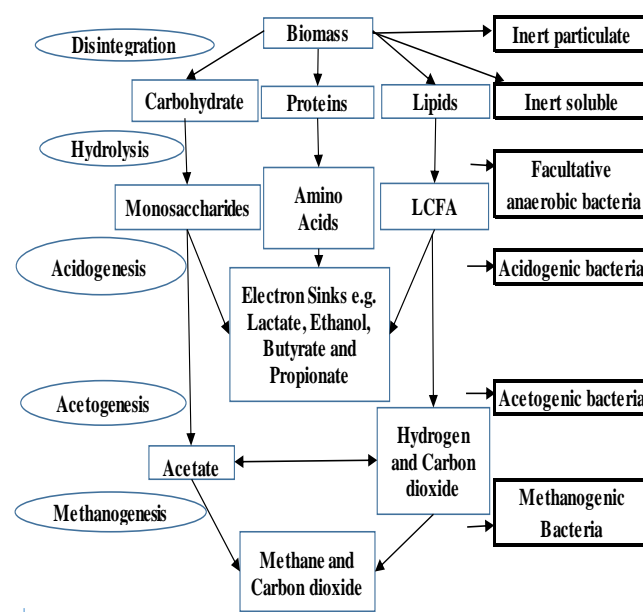 Disintegration
Biomass
Inert particulate
Carbohydrate
Proteins
Lipids
Inert soluble
Hydrolysis
Facultative
anaerobic bacteria
Monosaccharides
Amino
Acids
LCFA
Acidogenesis
Acidogenic bacteria
Electron Sinks e.g.
Lactate, Ethanol,
Butyrate and
Propionate
Acetogenesis
Acetogenic bacteria
Acetate
Hydrogen
and Carbon
dioxide
Methanogenesis
Methanogenic
Bacteria
Methane and
Carbon dioxide